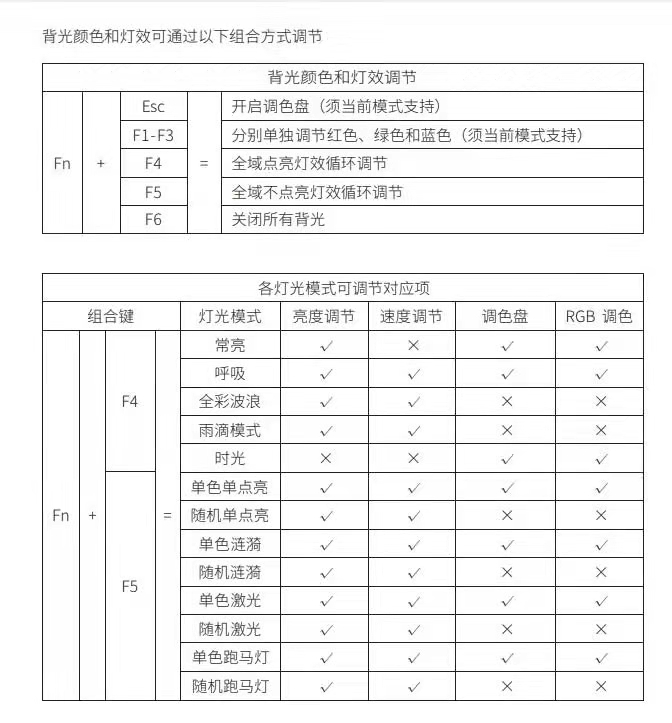 背光颜色和灯效可通过以下组合方式调节
背光颜色和灯效调节
Esc 开启调色盘（须当前模式支持）
F1-F3 分别单独调节红色、绿色和蓝色（须当前模式支持）
Fn + F4 = 全域点亮灯效循环调节
F5 全域不点亮灯效循环调节
F6 关闭所有背光
各灯光模式可调节对应项
组合键 灯光模式 亮度调节 速度调节 调色盘 RGB 调色
常亮 √ × √ √
呼吸 √ √ √ √
F4 全彩波浪 √ √ × ×
雨滴模式 √ √ × ×
时光 × × √ √
单色单点亮 √ √ √ √
Fn + = 随机单点亮 √ √ × ×
单色涟漪 √ √ √ √
F5 随机涟漪 √ √ × ×
单色激光 √ √ √ √
随机激光 √ √ × ×
单色跑马灯 √ √ √ √
随机跑马灯 √ √ × ×